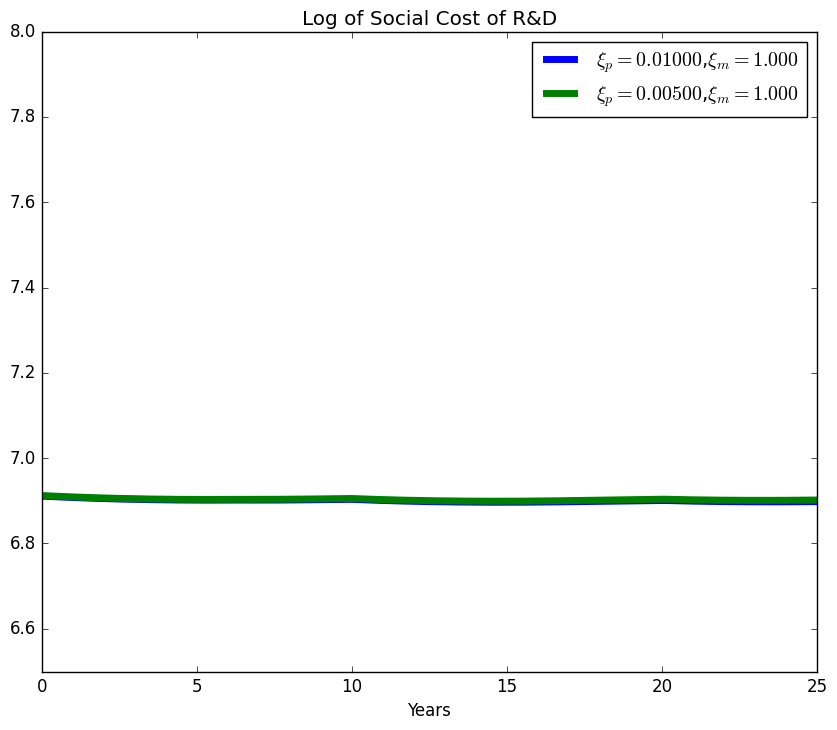 Log of Social Cost of R&D
ξₚ = 0.01000,ξₘ = 1.000
ξₚ = 0.00500,ξₘ = 1.000
8.0
7.8
7.6
7.4
7.2
7.0
6.8
6.6
0 5 10 15 20 25
Years